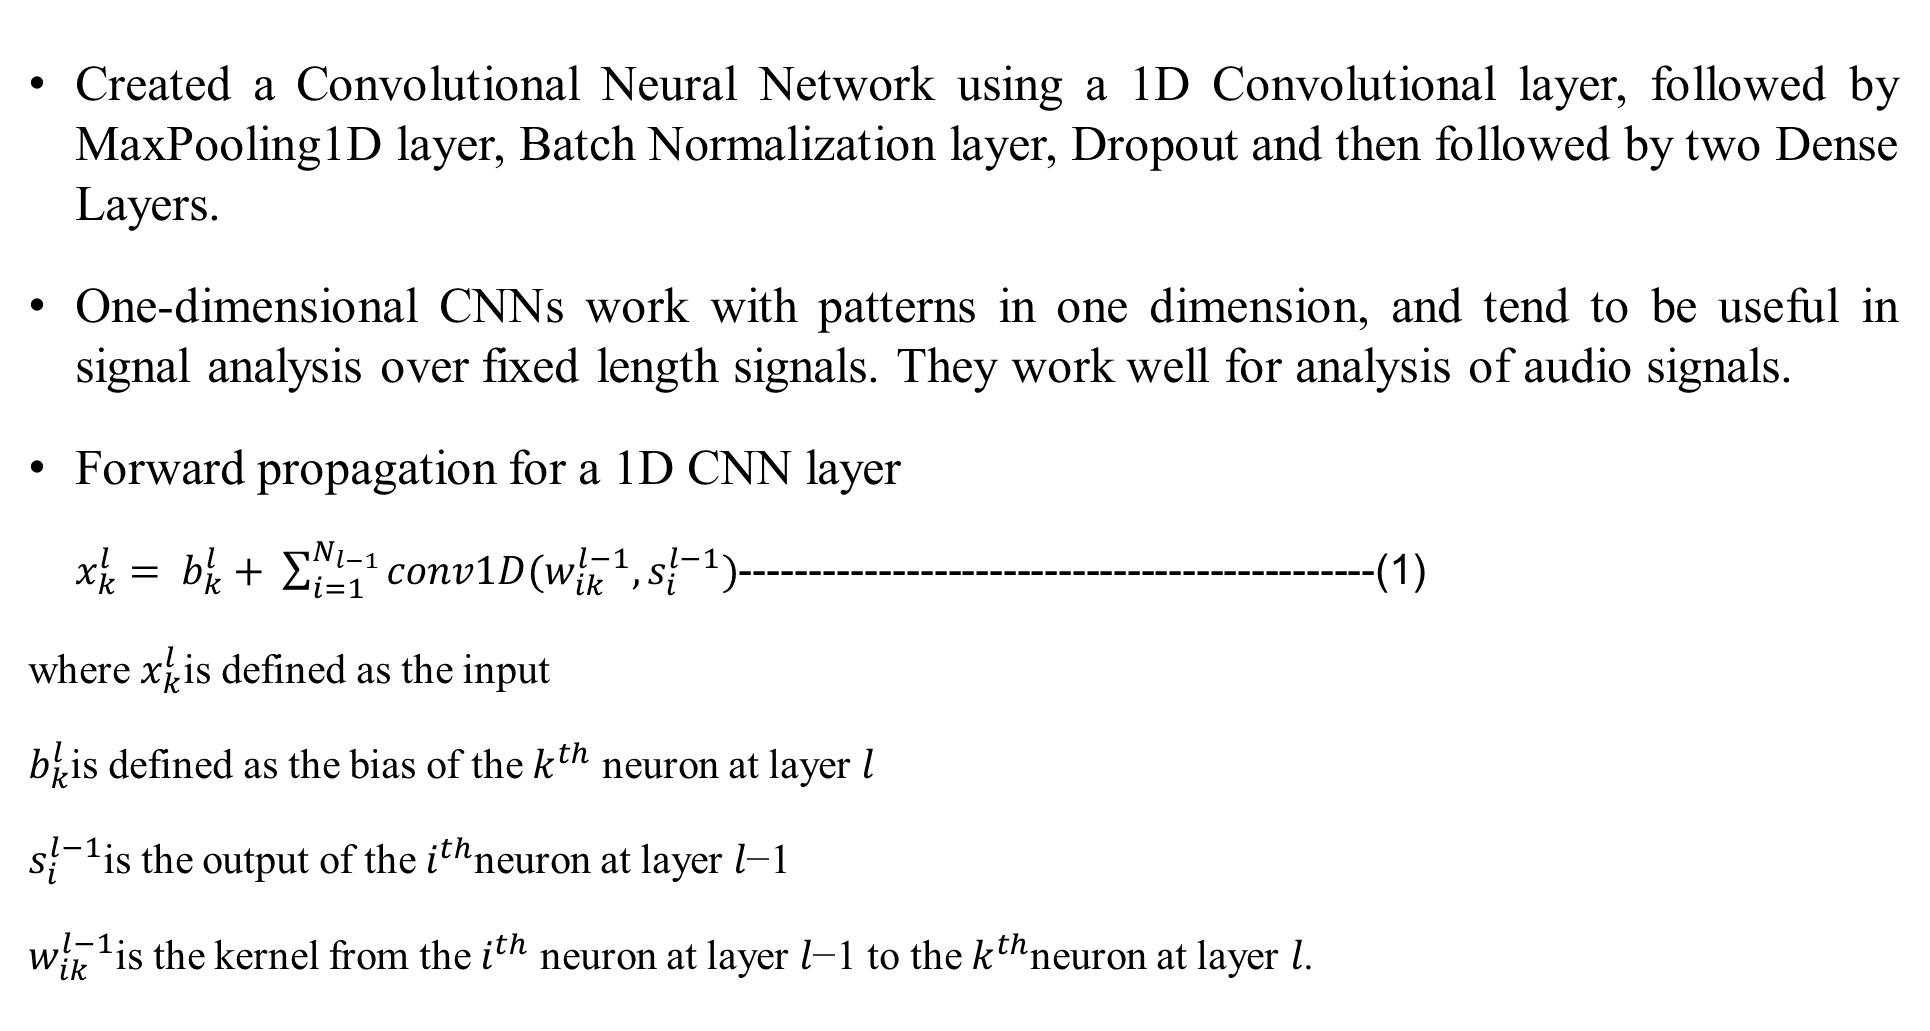 • Created a Convolutional Neural Network using a 1D Convolutional layer, followed by
MaxPooling1D layer, Batch Normalization layer, Dropout and then followed by two Dense
Layers.
• One-dimensional CNNs work with patterns in one dimension, and tend to be useful in
signal analysis over fixed length signals. They work well for analysis of audio signals.
• Forward propagation for a 1D CNN layer
$x_k^l = b_k^l + \sum_{i=1}^{N_{l-1}} conv1D(w_{ik}^{l-1}, s_i^{l-1})$----------------------------------------------(1)
where $x_k^l$ is defined as the input
$b_k^l$ is defined as the bias of the $k^{th}$ neuron at layer $l$
$s_i^{l-1}$ is the output of the $i^{th}$ neuron at layer $l$−1
$w_{ik}^{l-1}$ is the kernel from the $i^{th}$ neuron at layer $l$−1 to the $k^{th}$ neuron at layer $l$.